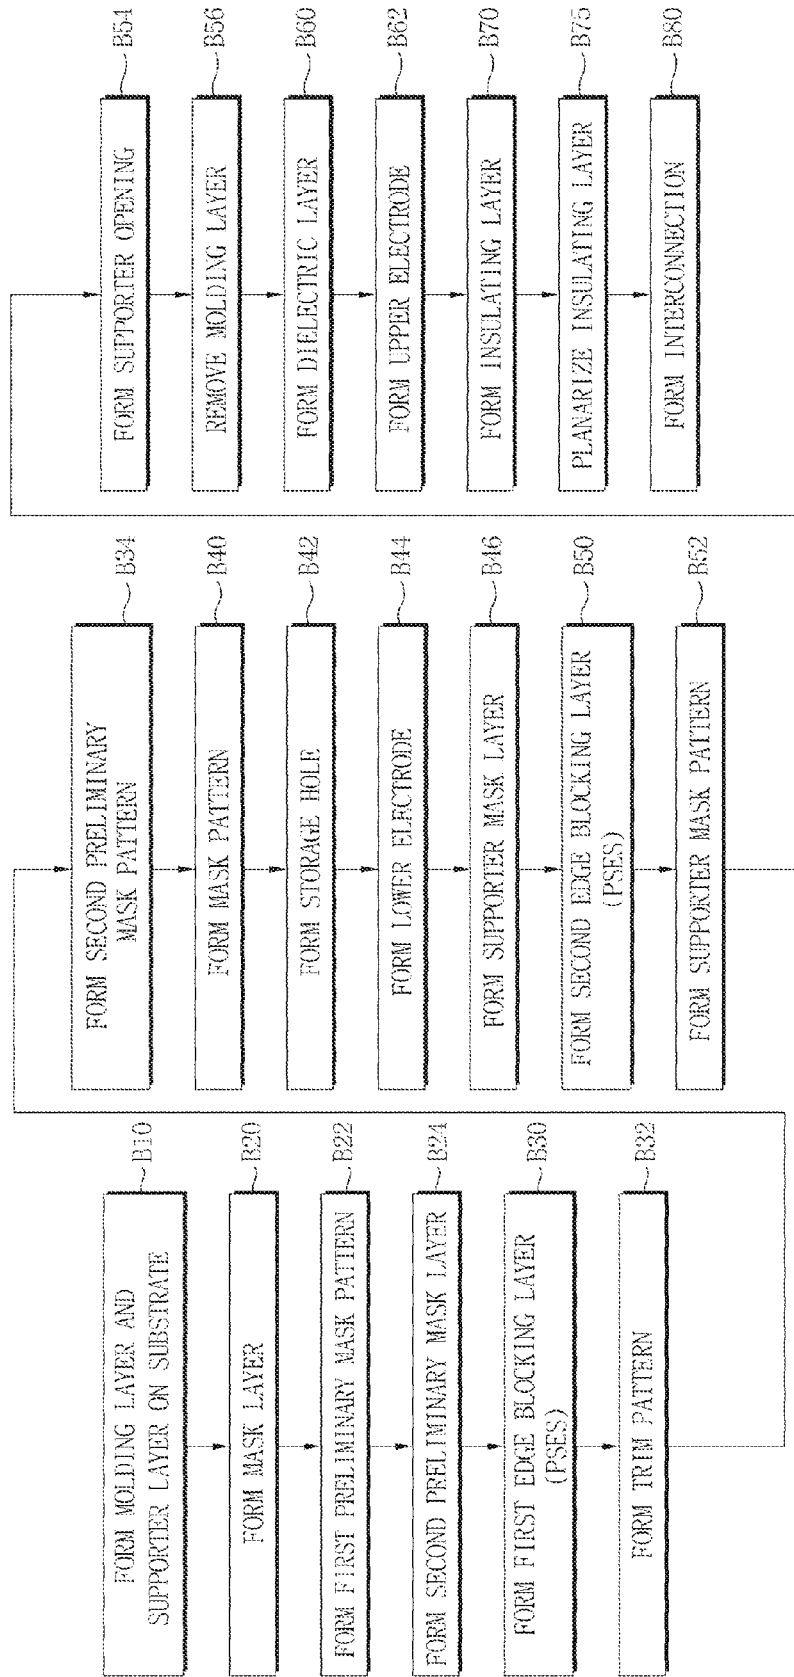 FORM MOLDING LAYER AND
SUPPORTER LAYER ON SUBSTRATE
B10
FORM MASK LAYER
B20
FORM FIRST PRELIMINARY MASK PATTERN
B22
FORM SECOND PRELIMINARY MASK LAYER
B24
FORM FIRST EDGE BLOCKING LAYER
(PSES)
B30
FORM TRIM PATTERN
B32
FORM SECOND PRELIMINARY
MASK PATTERN
B34
FORM MASK PATTERN
B40
FORM STORAGE HOLE
B42
FORM LOWER ELECTRODE
B44
FORM SUPPORTER MASK LAYER
B46
FORM SECOND EDGE BLOCKING LAYER
(PSES)
B50
FORM SUPPORTER MASK PATTERN
B52
FORM SUPPORTER OPENING
B54
REMOVE MOLDING LAYER
B56
FORM DIELECTRIC LAYER
B60
FORM UPPER ELECTRODE
B62
FORM INSULATING LAYER
B70
PLANARIZE INSULATING LAYER
B75
FORM INTERCONNECTION
B80